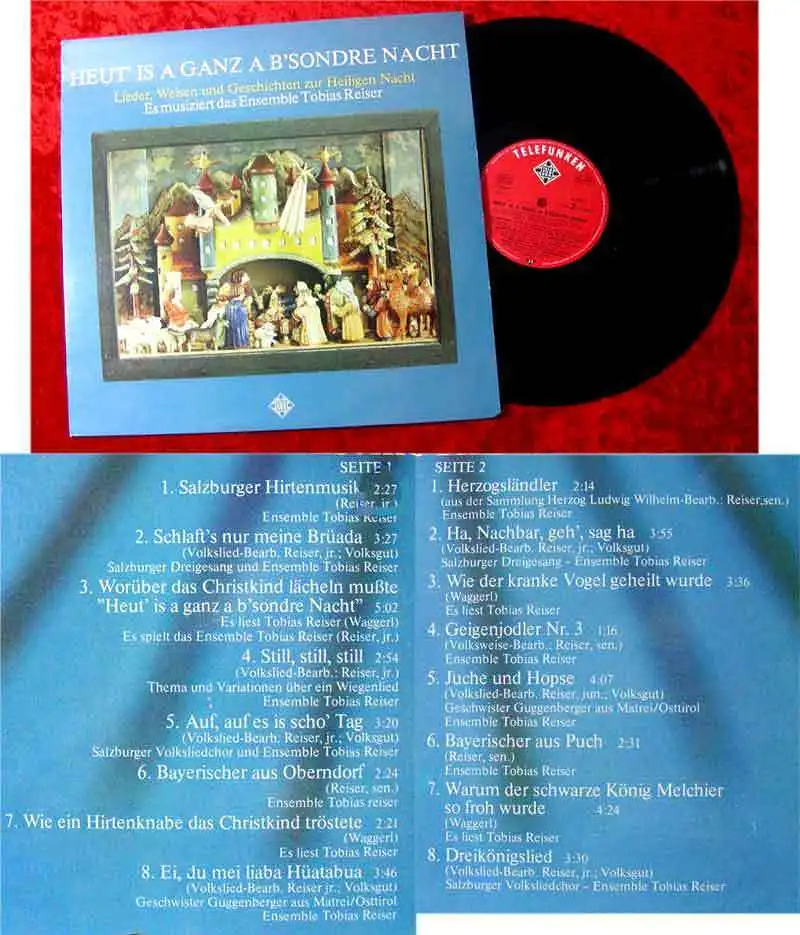 HEUT' IS A GANZ A B'SONDRE NACHT
Lieder, Weisen und Geschichten zur Heiligen Nacht
Es musiziert das Ensemble Tobias Reiser
TELEFUNKEN
SEITE 1
1. Salzburger Hirtenmusik 2:27
(Reiser, jr.)
Ensemble Tobias Reiser
2. Schlaft's nur meine Brüada 3:27
(Volkslied-Bearb. Reiser, jr.; Volksgut)
Salzburger Dreigesang und Ensemble Tobias Reiser
3. Worüber das Christkind lächeln mußte
"Heut' is a ganz a b'sondre Nacht" 5:02
Es liest Tobias Reiser (Waggerl)
Es spielt das Ensemble Tobias Reiser (Reiser, jr.)
4. Still, still, still 2:54
(Volkslied-Bearb.: Reiser, jr.)
Thema und Variationen über ein Wiegenlied
Ensemble Tobias Reiser
5. Auf, auf es is scho' Tag 3:20
(Volkslied-Bearb. Reiser, jr.; Volksgut)
Salzburger Volksliedchor und Ensemble Tobias Reiser
6. Bayerischer aus Oberndorf 2:24
(Reiser, sen.)
Ensemble Tobias reiser
7. Wie ein Hirtenknabe das Christkind tröstete 2:21
(Waggerl)
Es liest Tobias Reiser
8. Ei, du mei liaba Hüatabua 3:46
(Volkslied-Bearb. Reiser jr.; Volksgut)
Geschwister Guggenberger aus Matrei/Osttirol
Ensemble Tobias Reiser
SEITE 2
1. Herzogsländler 2:14
(aus der Sammlung Herzog Ludwig Wilhelm-Bearb.: Reiser,sen.)
Ensemble Tobias Reiser
2. Ha, Nachbar, geh', sag ha 3:55
(Volkslied-Bearb. Reiser, jr.; Volksgut)
Salzburger Dreigesang – Ensemble Tobias Reiser
3. Wie der kranke Vogel geheilt wurde 3:36
(Waggerl)
Es liest Tobias Reiser
4. Geigenjodler Nr. 3 1:16
(Volksweise-Bearb.: Reiser, sen.)
Ensemble Tobias Reiser
5. Juche und Hopse 4:07
(Volkslied-Bearb. Reiser, jun.; Volksgut)
Geschwister Guggenberger aus Matrei/Osttirol
Ensemble Tobias Reiser
6. Bayerischer aus Puch 2:31
(Reiser, sen.)
Ensemble Tobias Reiser
7. Warum der schwarze König Melchier
so froh wurde 4:24
(Waggerl)
Es liest Tobias Reiser
8. Dreikönigslied 3:30
(Volkslied-Bearb. Reiser, jr.; Volksgut)
Salzburger Volksliedchor – Ensemble Tobias Reiser